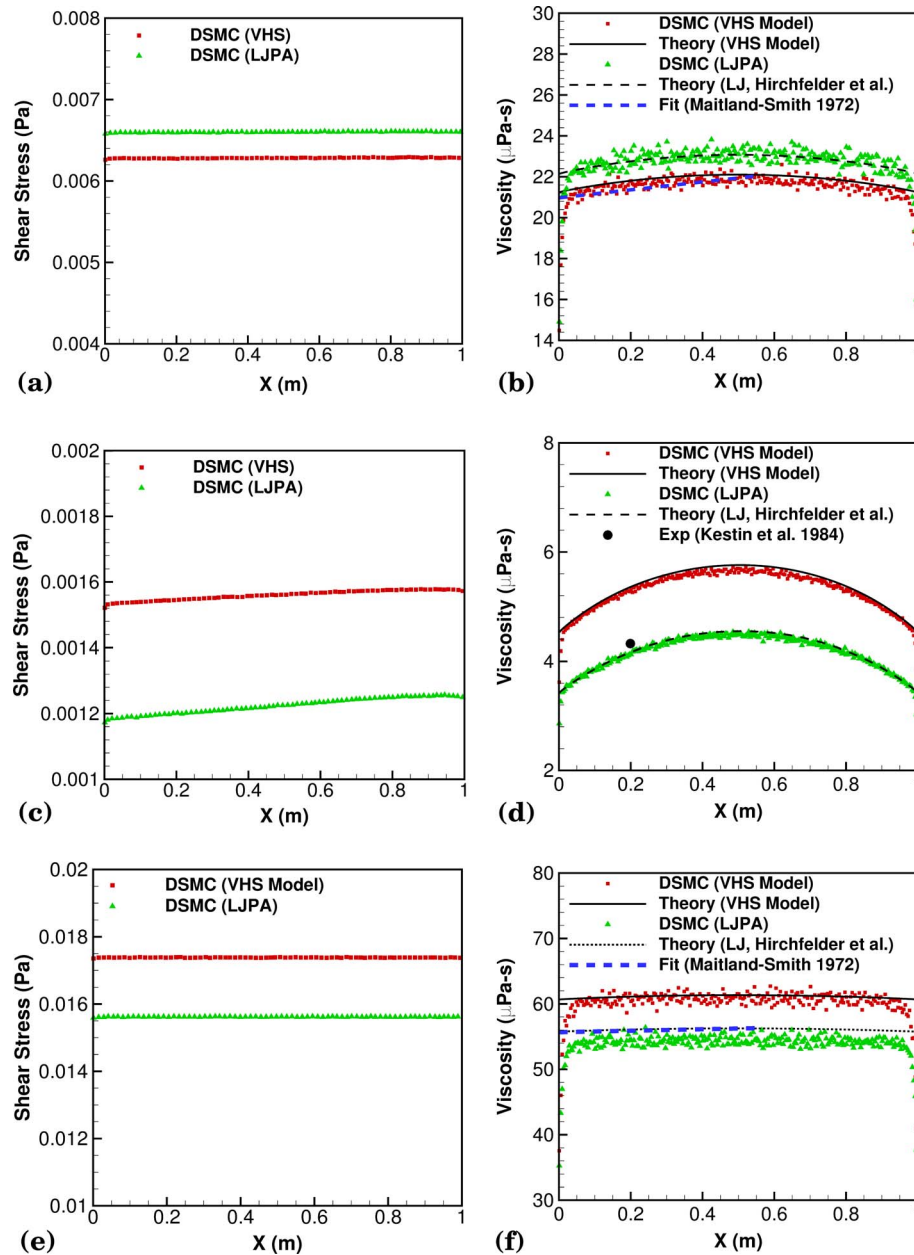 0.008
0.007
0.006
0.005
0.004
Shear Stress (Pa)
DSMC (VHS)
DSMC (LJPA)
0 0.2 0.4 0.6 0.8 1
X (m)
(a)
30
28
26
24
22
20
18
16
14
Viscosity (μPa-s)
DSMC (VHS Model)
Theory (VHS Model)
DSMC (LJPA)
Theory (LJ, Hirchfelder et al.)
Fit (Maitland-Smith 1972)
0 0.2 0.4 0.6 0.8
X (m)
(b)
0.002
0.0018
0.0016
0.0014
0.0012
0.001
Shear Stress (Pa)
DSMC (VHS)
DSMC (LJPA)
0 0.2 0.4 0.6 0.8 1
X (m)
(c)
8
6
4
2
Viscosity (μPa-s)
DSMC (VHS Model)
Theory (VHS Model)
DSMC (LJPA)
Theory (LJ, Hirchfelder et al.)
Exp (Kestin et al. 1984)
0 0.2 0.4 0.6 0.8
X (m)
(d)
0.02
0.018
0.016
0.014
0.012
0.01
Shear Stress (Pa)
DSMC (VHS Model)
DSMC (LJPA)
0 0.2 0.4 0.6 0.8 1
X (m)
(e)
80
70
60
50
40
30
Viscosity (μPa-s)
DSMC (VHS Model)
Theory (VHS Model)
DSMC (LJPA)
Theory (LJ, Hirchfelder et al.)
Fit (Maitland-Smith 1972)
0 0.2 0.4 0.6 0.8
X (m)
(f)